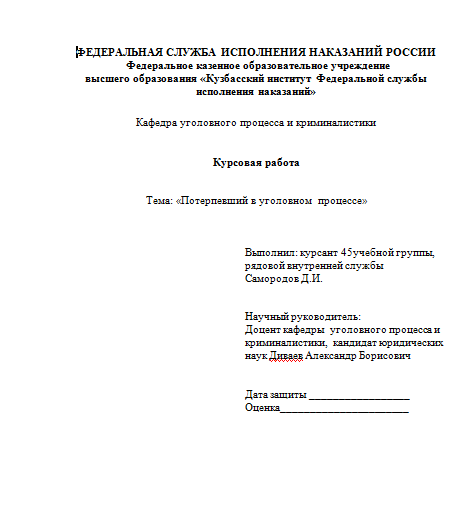 ФЕДЕРАЛЬНАЯ СЛУЖБА ИСПОЛНЕНИЯ НАКАЗАНИЙ РОССИИ
Федеральное казенное образовательное учреждение
высшего образования «Кузбасский институт Федеральной службы
исполнения наказаний»
Кафедра уголовного процесса и криминалистики
Курсовая работа
Тема: «Потерпевший в уголовном процессе»
Выполнил: курсант 45учебной группы,
рядовой внутренней службы
Самородов Д.И.
Научный руководитель:
Доцент кафедры уголовного процесса и
криминалистики, кандидат юридических
наук Диваев Александр Борисович
Дата защиты _________________
Оценка______________________